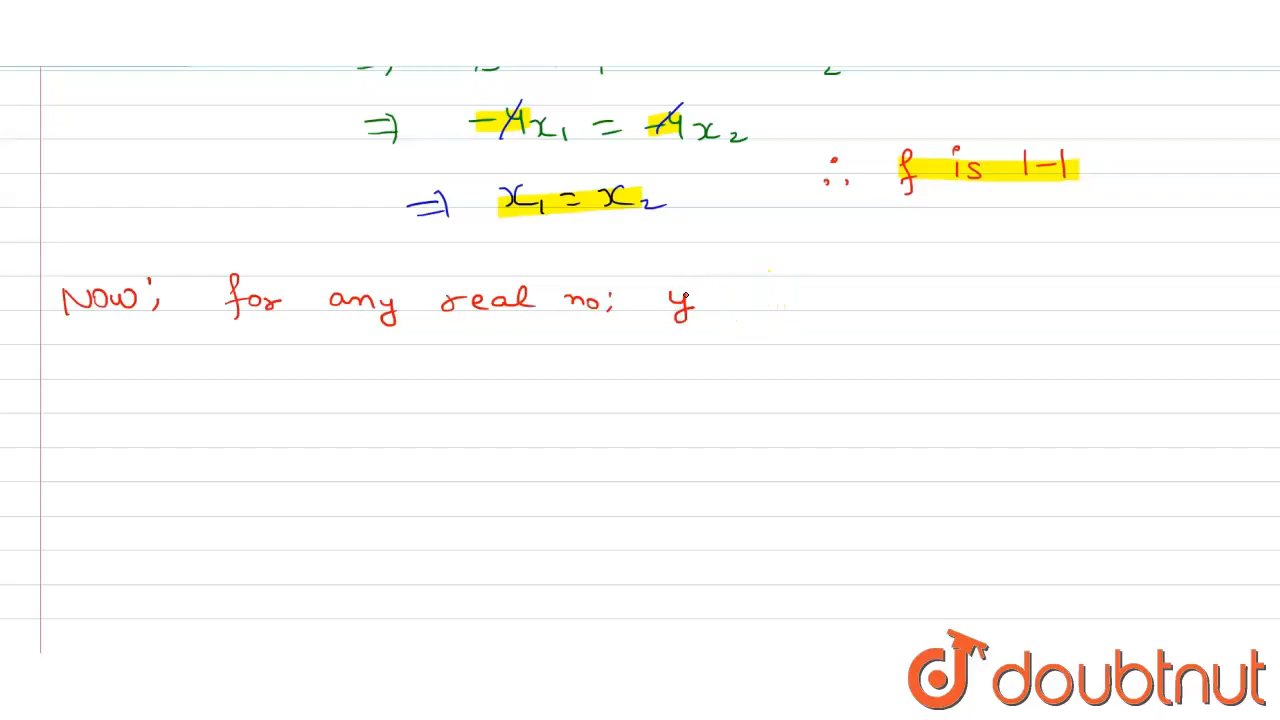 ⇒ -4x₁ = -4x₂
∴ f is 1-1
⇒ x₁ = x₂
Now; for any real no; y
doubtnut